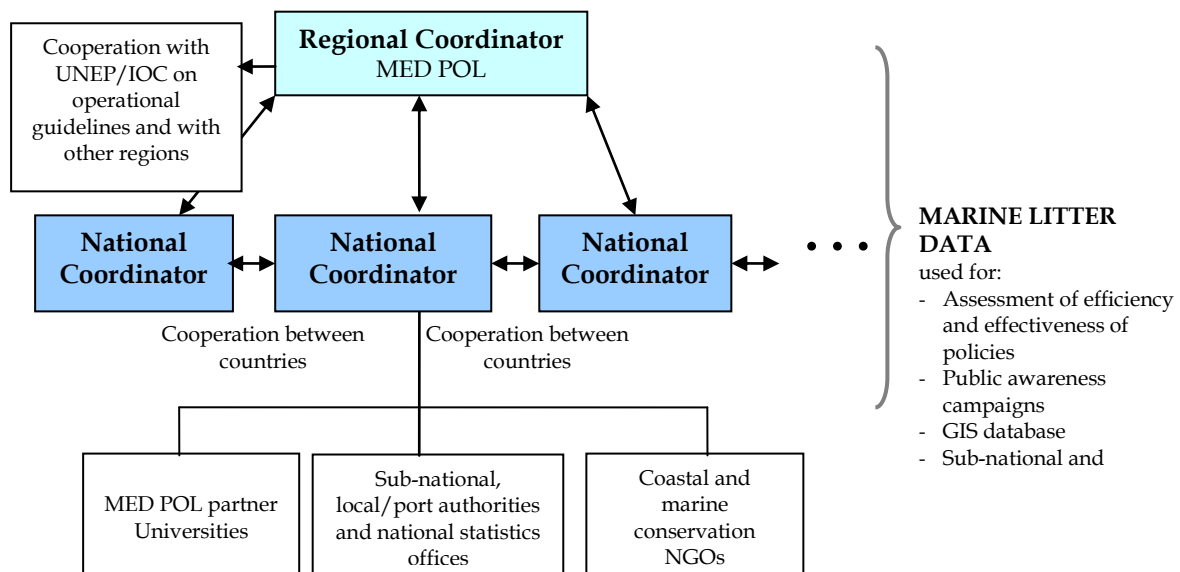 Cooperation with
UNEP/IOC on
operational
guidelines and with
other regions
Regional Coordinator
MED POL
National
Coordinator
National
Coordinator
National
Coordinator
• • •
Cooperation between
countries
Cooperation between
countries
MED POL partner
Universities
Sub-national,
local/port authorities
and national statistics
offices
Coastal and
marine
conservation
NGOs
MARINE LITTER
DATA
used for:
- Assessment of efficiency
and effectiveness of
policies
- Public awareness
campaigns
- GIS database
- Sub-national and